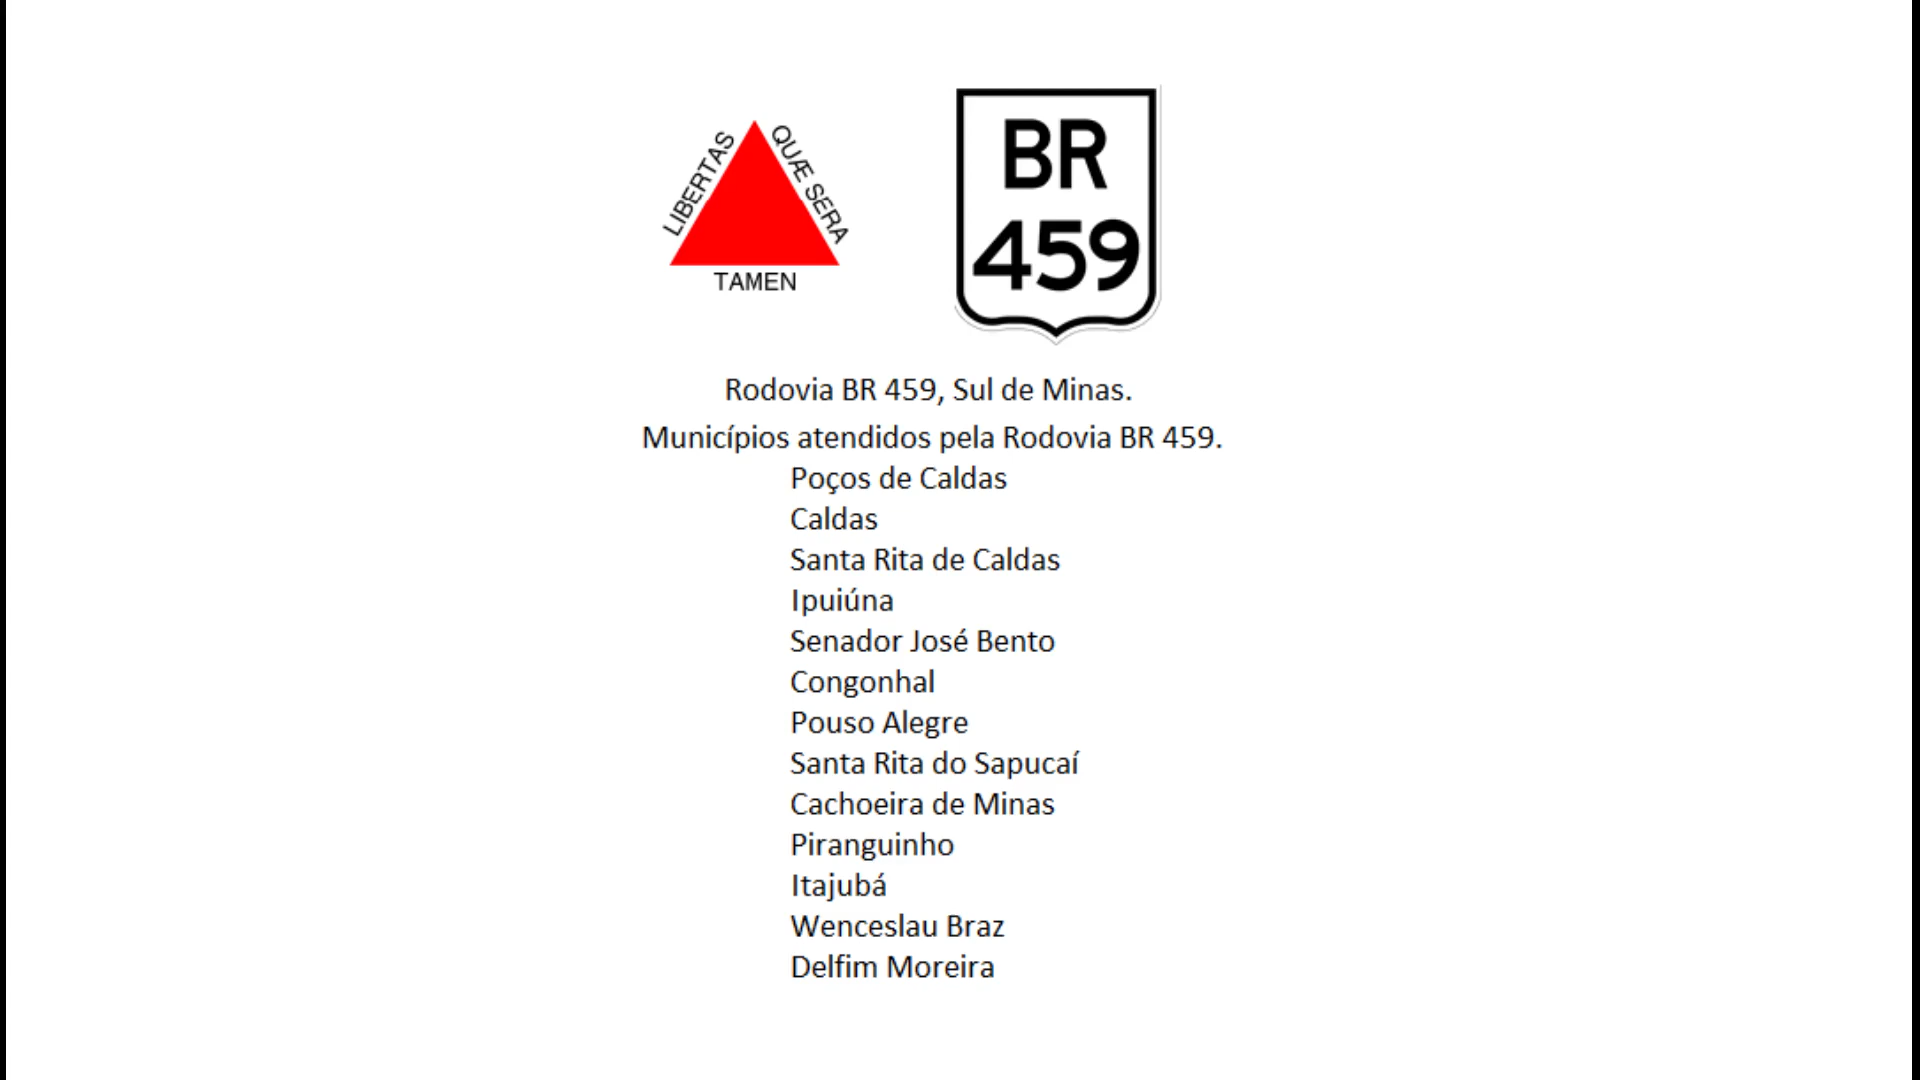 LIBERTAS
QUÆ SERA
TAMEN
BR
459
Rodovia BR 459, Sul de Minas.
Municípios atendidos pela Rodovia BR 459.
Poços de Caldas
Caldas
Santa Rita de Caldas
Ipuiúna
Senador José Bento
Congonhal
Pouso Alegre
Santa Rita do Sapucaí
Cachoeira de Minas
Piranguinho
Itajubá
Wenceslau Braz
Delfim Moreira